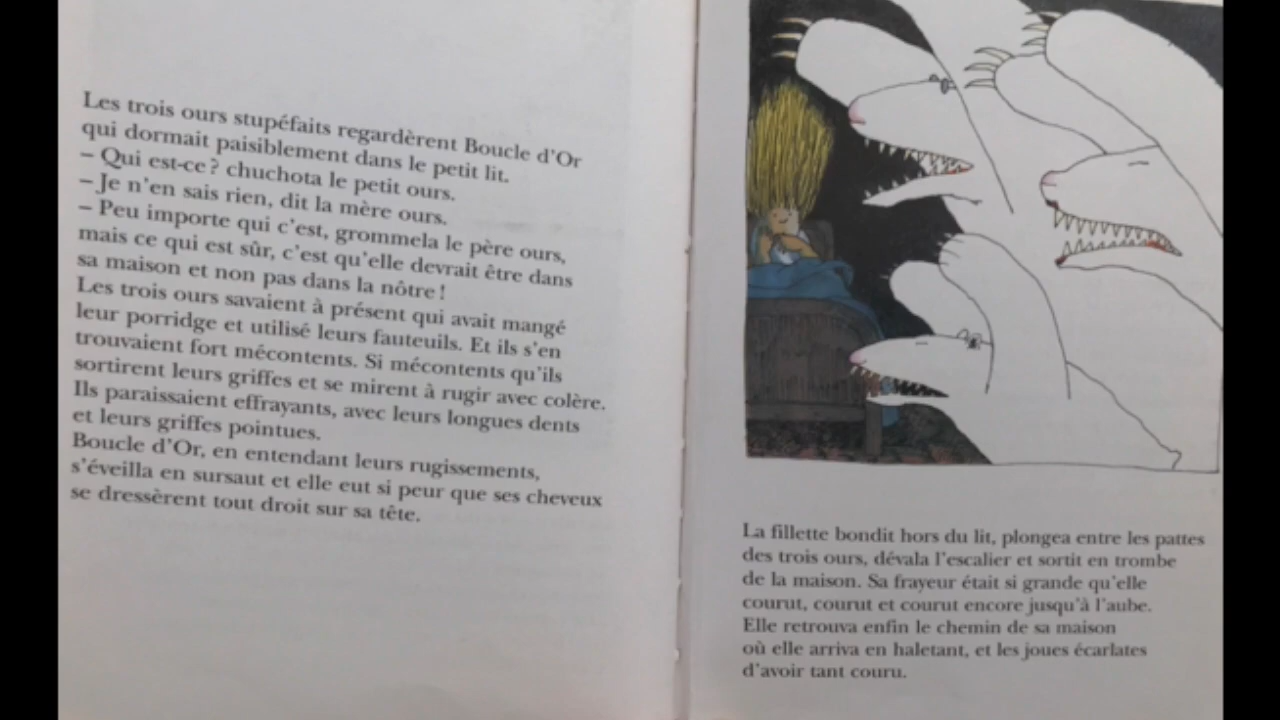 Les trois ours stupéfaits regardèrent Boucle d'Or
qui dormait paisiblement dans le petit lit.
– Qui est-ce ? chuchota le petit ours.
– Je n'en sais rien, dit la mère ours.
– Peu importe qui c'est, grommela le père ours,
mais ce qui est sûr, c'est qu'elle devrait être dans
sa maison et non pas dans la nôtre !
Les trois ours savaient à présent qui avait mangé
leur porridge et utilisé leurs fauteuils. Et ils s'en
trouvaient fort mécontents. Si mécontents qu'ils
sortirent leurs griffes et se mirent à rugir avec colère.
Ils paraissaient effrayants, avec leurs longues dents
et leurs griffes pointues.
Boucle d'Or, en entendant leurs rugissements,
s'éveilla en sursaut et elle eut si peur que ses cheveux
se dressèrent tout droit sur sa tête.
La fillette bondit hors du lit, plongea entre les pattes
des trois ours, dévala l'escalier et sortit en trombe
de la maison. Sa frayeur était si grande qu'elle
courut, courut et courut encore jusqu'à l'aube.
Elle retrouva enfin le chemin de sa maison
où elle arriva en haletant, et les joues écarlates
d'avoir tant couru.